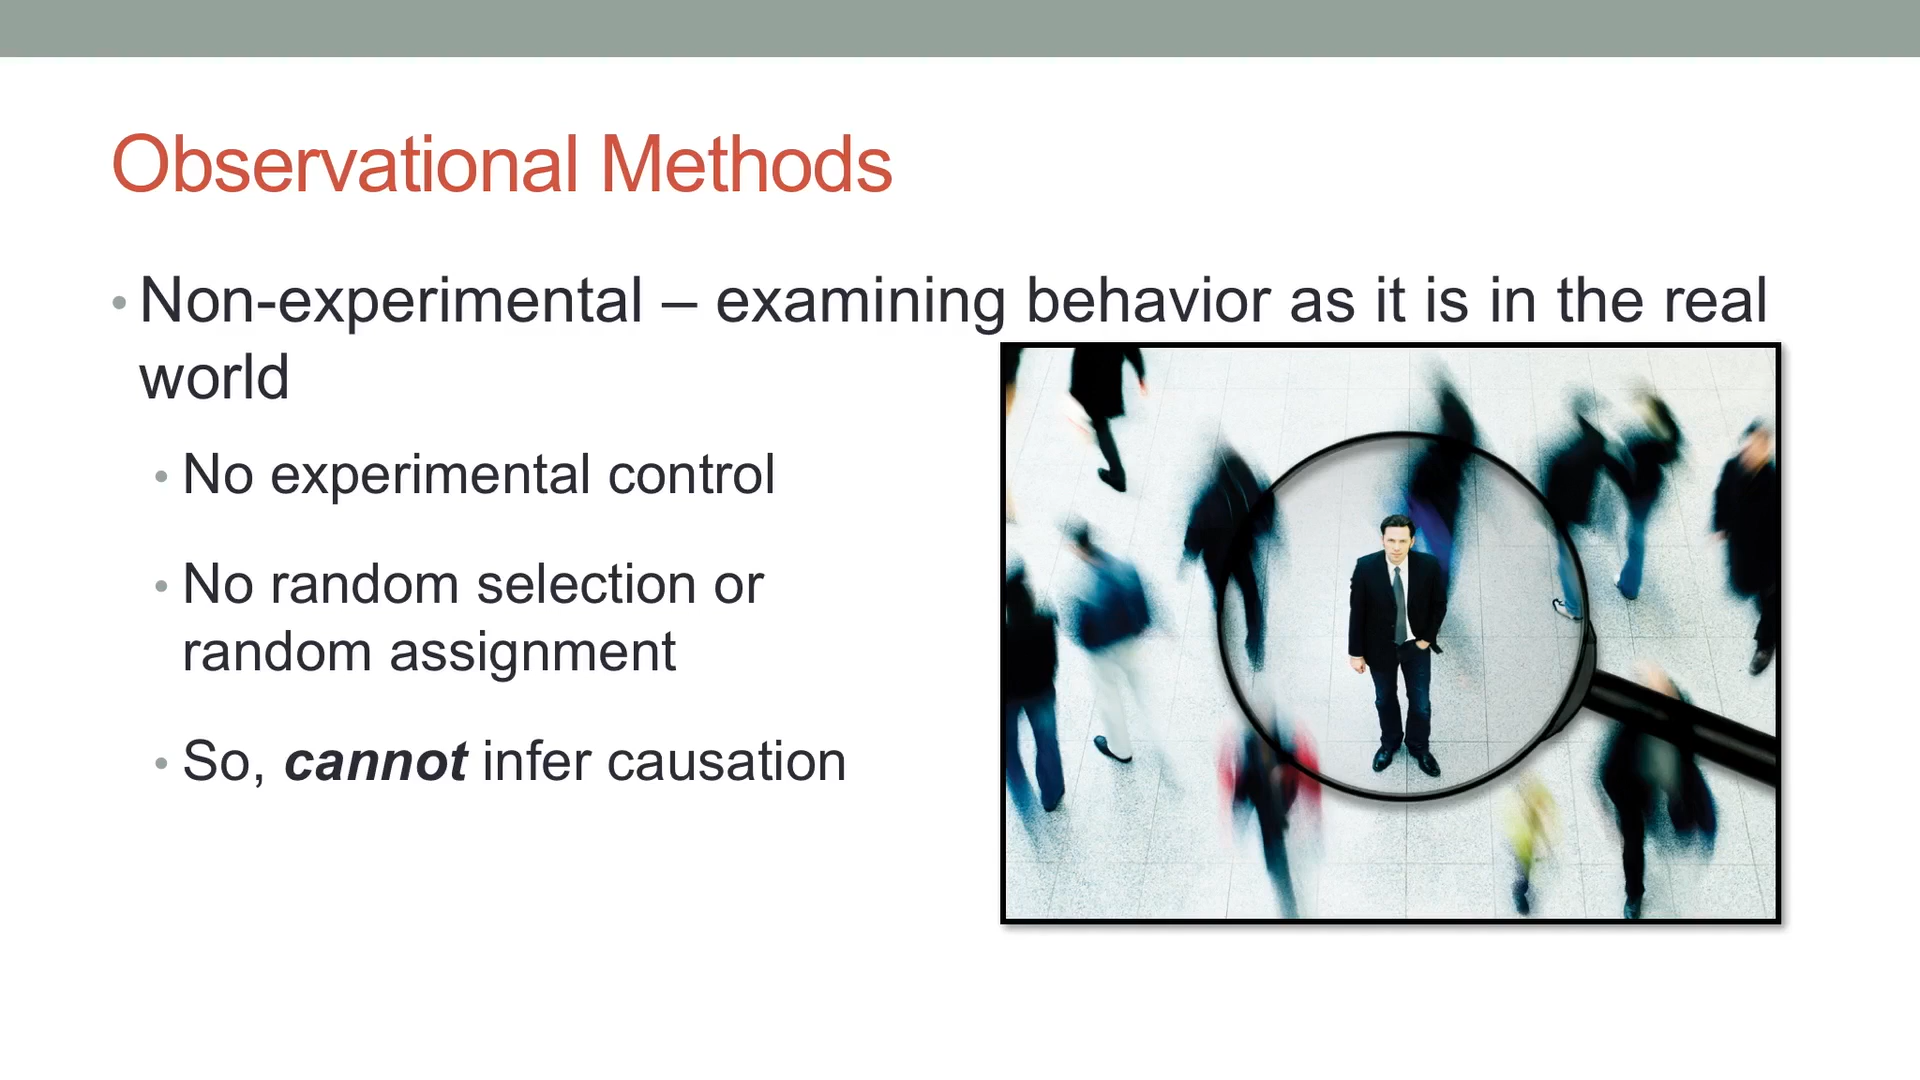 Observational Methods
• Non-experimental – examining behavior as it is in the real
world
• No experimental control
• No random selection or
random assignment
• So, cannot infer causation